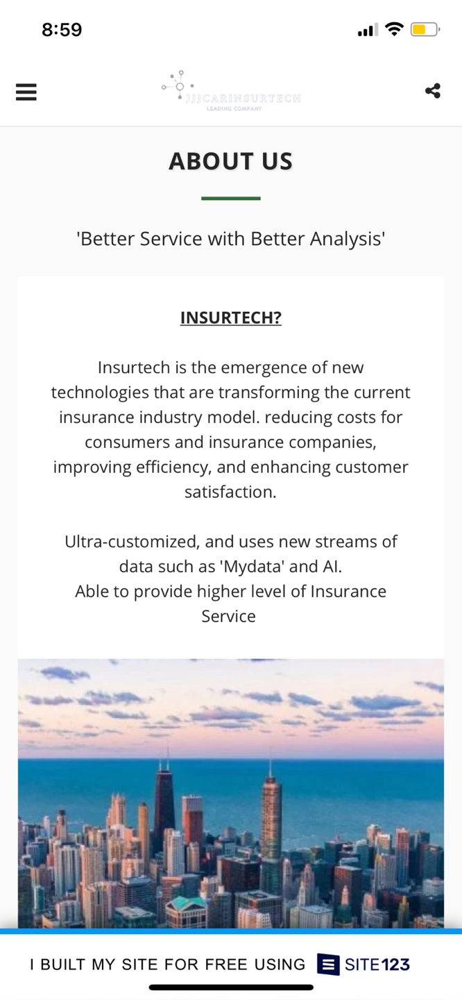 8:59
JJJCARINSURTECH
LEADING COMPANY
ABOUT US
'Better Service with Better Analysis'
INSURTECH?
Insurtech is the emergence of new
technologies that are transforming the current
insurance industry model. reducing costs for
consumers and insurance companies,
improving efficiency, and enhancing customer
satisfaction.
Ultra-customized, and uses new streams of
data such as 'Mydata' and AI.
Able to provide higher level of Insurance
Service
I BUILT MY SITE FOR FREE USING SITE123